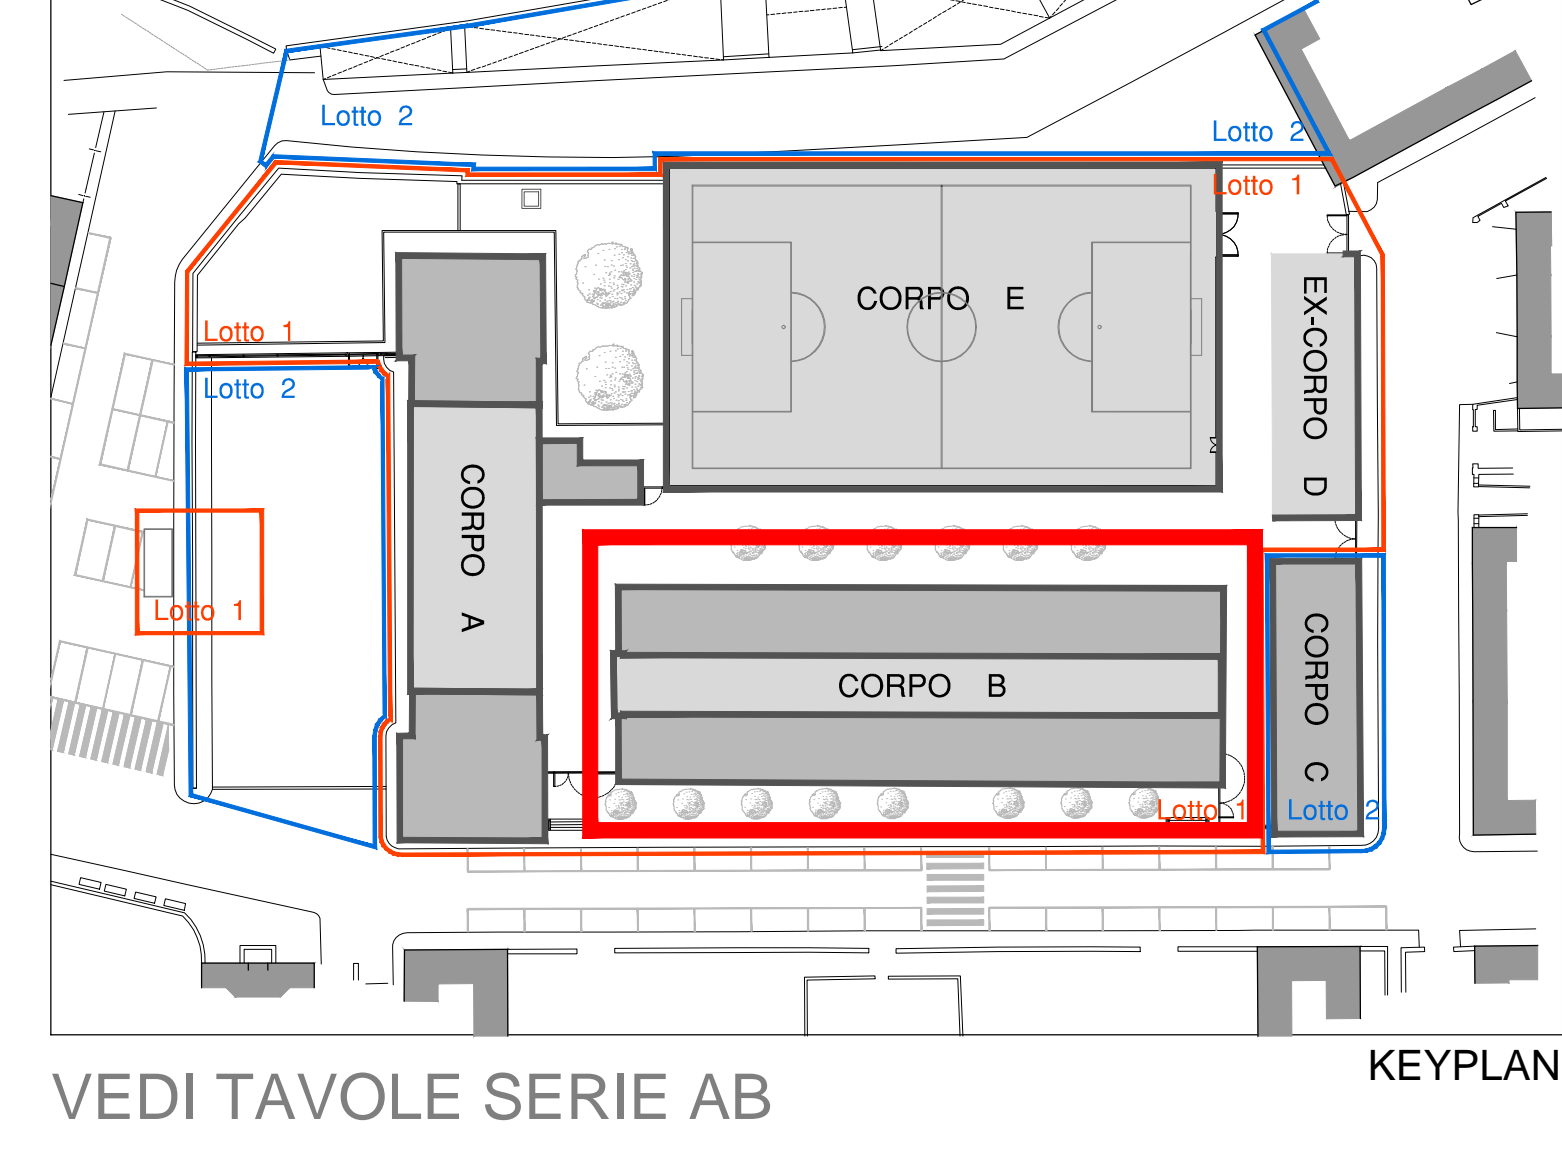 Lotto 2
Lotto 2
Lotto 1
CORPO E
EX-CORPO D
Lotto 1
Lotto 2
CORPO A
Lotto 1
CORPO B
CORPO C
Lotto 1
Lotto 2
KEYPLAN
VEDI TAVOLE SERIE AB